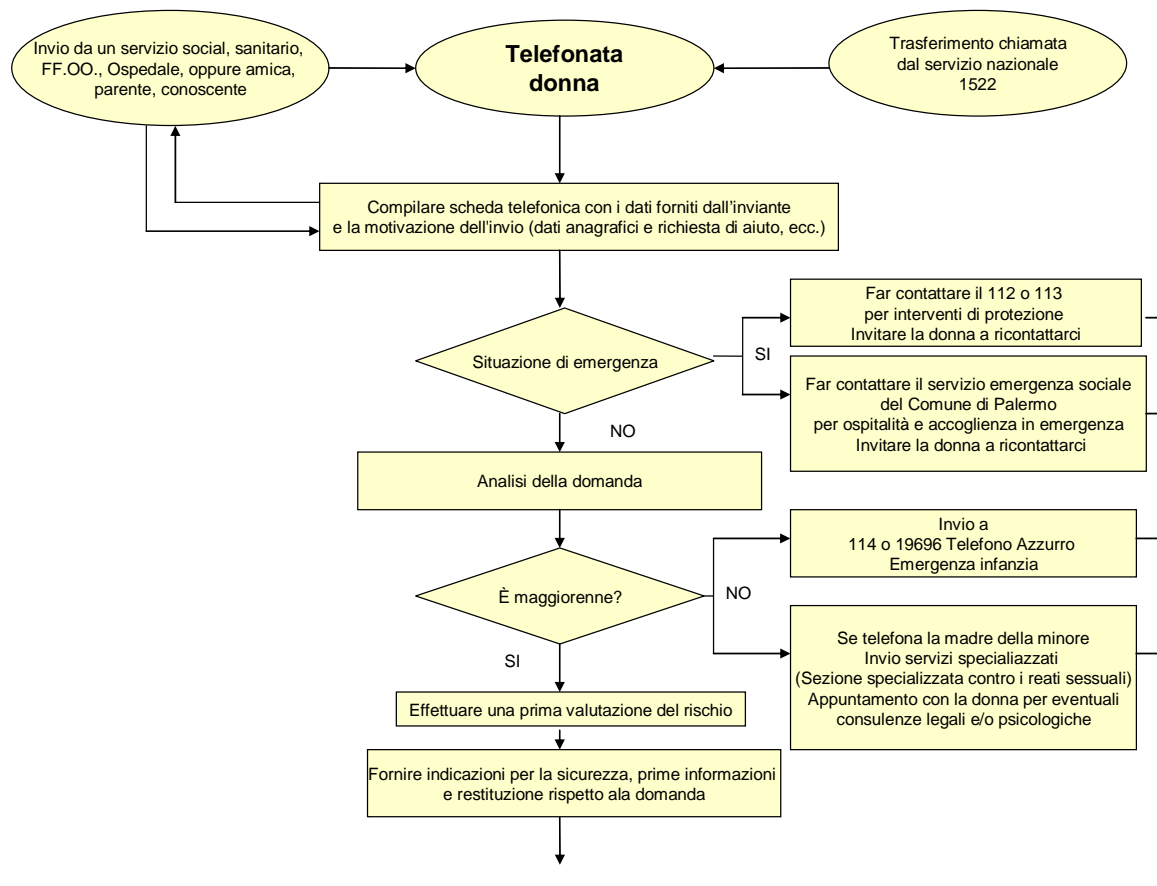 Invio da un servizio social, sanitario,
FF.OO., Ospedale, oppure amica,
parente, conoscente
Telefonata
donna
Trasferimento chiamata
dal servizio nazionale
1522
Compilare scheda telefonica con i dati forniti dall'inviante
e la motivazione dell'invio (dati anagrafici e richiesta di aiuto, ecc.)
Situazione di emergenza
SI
Far contattare il 112 o 113
per interventi di protezione
Invitare la donna a ricontattarci
Far contattare il servizio emergenza sociale
del Comune di Palermo
per ospitalità e accoglienza in emergenza
Invitare la donna a ricontattarci
NO
Analisi della domanda
È maggiorenne?
NO
Invio a
114 o 19696 Telefono Azzurro
Emergenza infanzia
Se telefona la madre della minore
Invio servizi specialiazzati
(Sezione specializzata contro i reati sessuali)
Appuntamento con la donna per eventuali
consulenze legali e/o psicologiche
SI
Effettuare una prima valutazione del rischio
Fornire indicazioni per la sicurezza, prime informazioni
e restituzione rispetto ala domanda